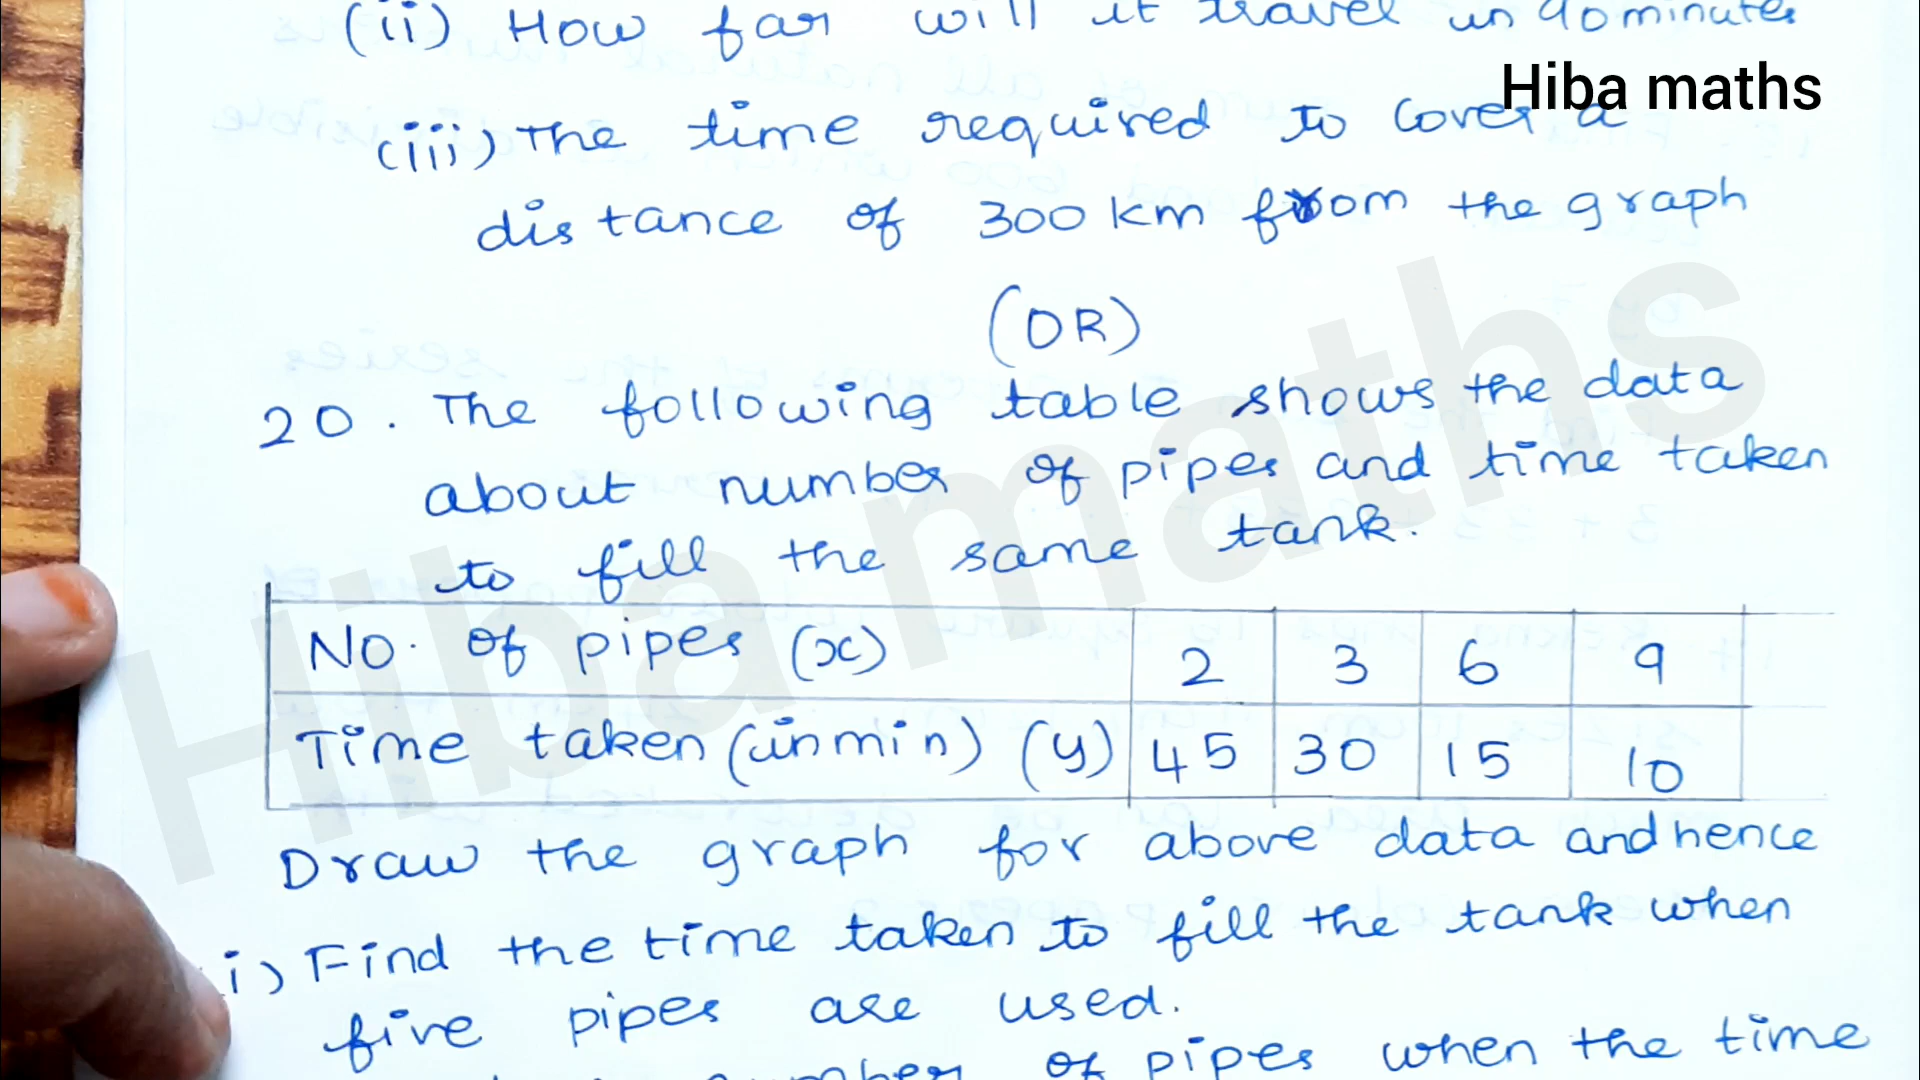 (ii) How far will it travel in 90 minutes
Hiba maths
(iii) The time required to cover a
distance of 300 km from the graph
(OR)
20. The following table shows the data
about number of pipes and time taken
to fill the same tank.
No. of pipes (x) 2 3 6 9
Time taken (in min) (y) 45 30 15 10
Draw the graph for above data and hence
i) Find the time taken to fill the tank when
five pipes are used.
number of pipes when the time
Hiba maths